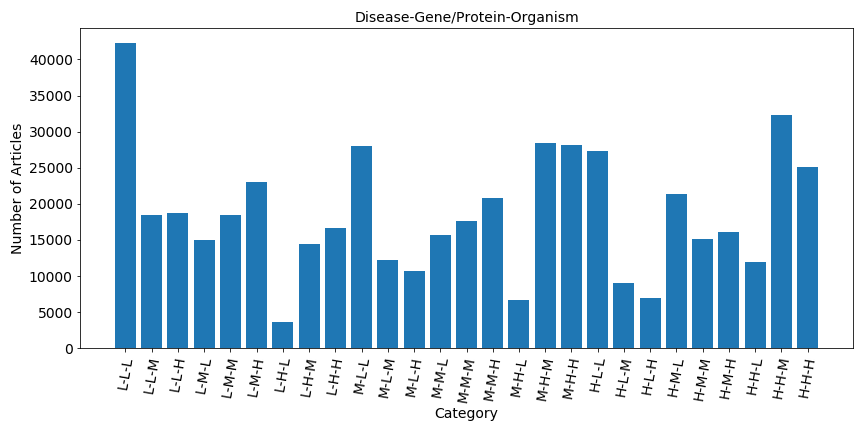 Disease-Gene/Protein-Organism
Number of Articles
40000
35000
30000
25000
20000
15000
10000
5000
0
L-L-L
L-L-M
L-L-H
L-M-L
L-M-M
L-M-H
L-H-L
L-H-M
L-H-H
M-L-L
M-L-M
M-L-H
M-M-L
M-M-M
M-M-H
M-H-L
M-H-M
M-H-H
H-L-L
H-L-M
H-L-H
H-M-L
H-M-M
H-M-H
H-H-L
H-H-M
H-H-H
Category